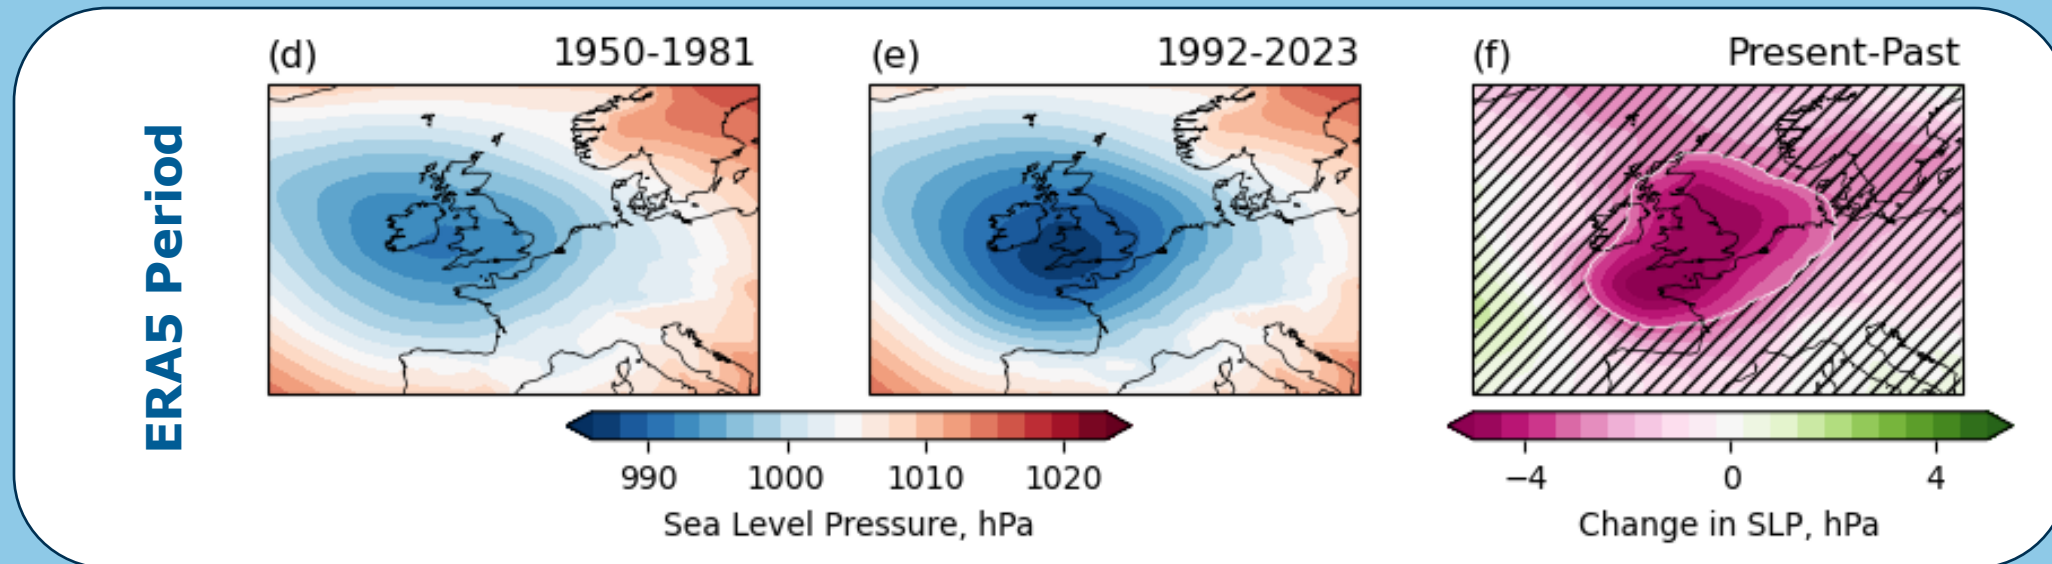 ERA5 Period
(d) 1950-1981
(e) 1992-2023
(f) Present-Past
990 1000 1010 1020
Sea Level Pressure, hPa
−4 0 4
Change in SLP, hPa